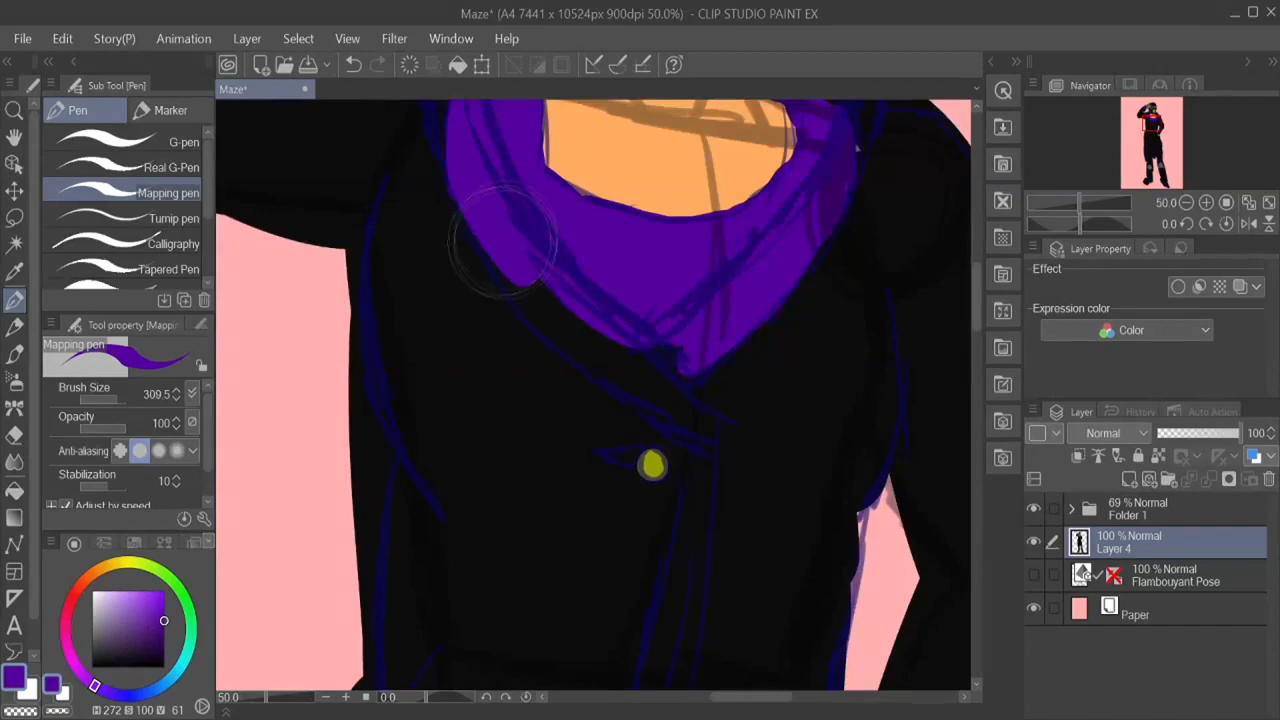 Maze* (A4 7441 x 10524px 900dpi 50.0%) - CLIP STUDIO PAINT EX
File Edit Story(P) Animation Layer Select View Filter Window Help
Sub Tool [Pen]
Maze*
Navigator
Pen Marker
G-pen
Real G-Pen
Mapping pen
Turnip pen
Calligraphy
Tapered Pen
50.0
0.0
Layer Property
Effect
Expression color
Color
Tool property [Mappin
Mapping pen
Brush Size 309.5
Opacity 100
Anti-aliasing
Stabilization 10
Adjust by speed
Layer History Auto Action
Normal 100
69 % Normal
Folder 1
100 % Normal
Layer 4
100 % Normal
Flambouyant Pose
Paper
H 272 S 100 V 61
50.0 0.0